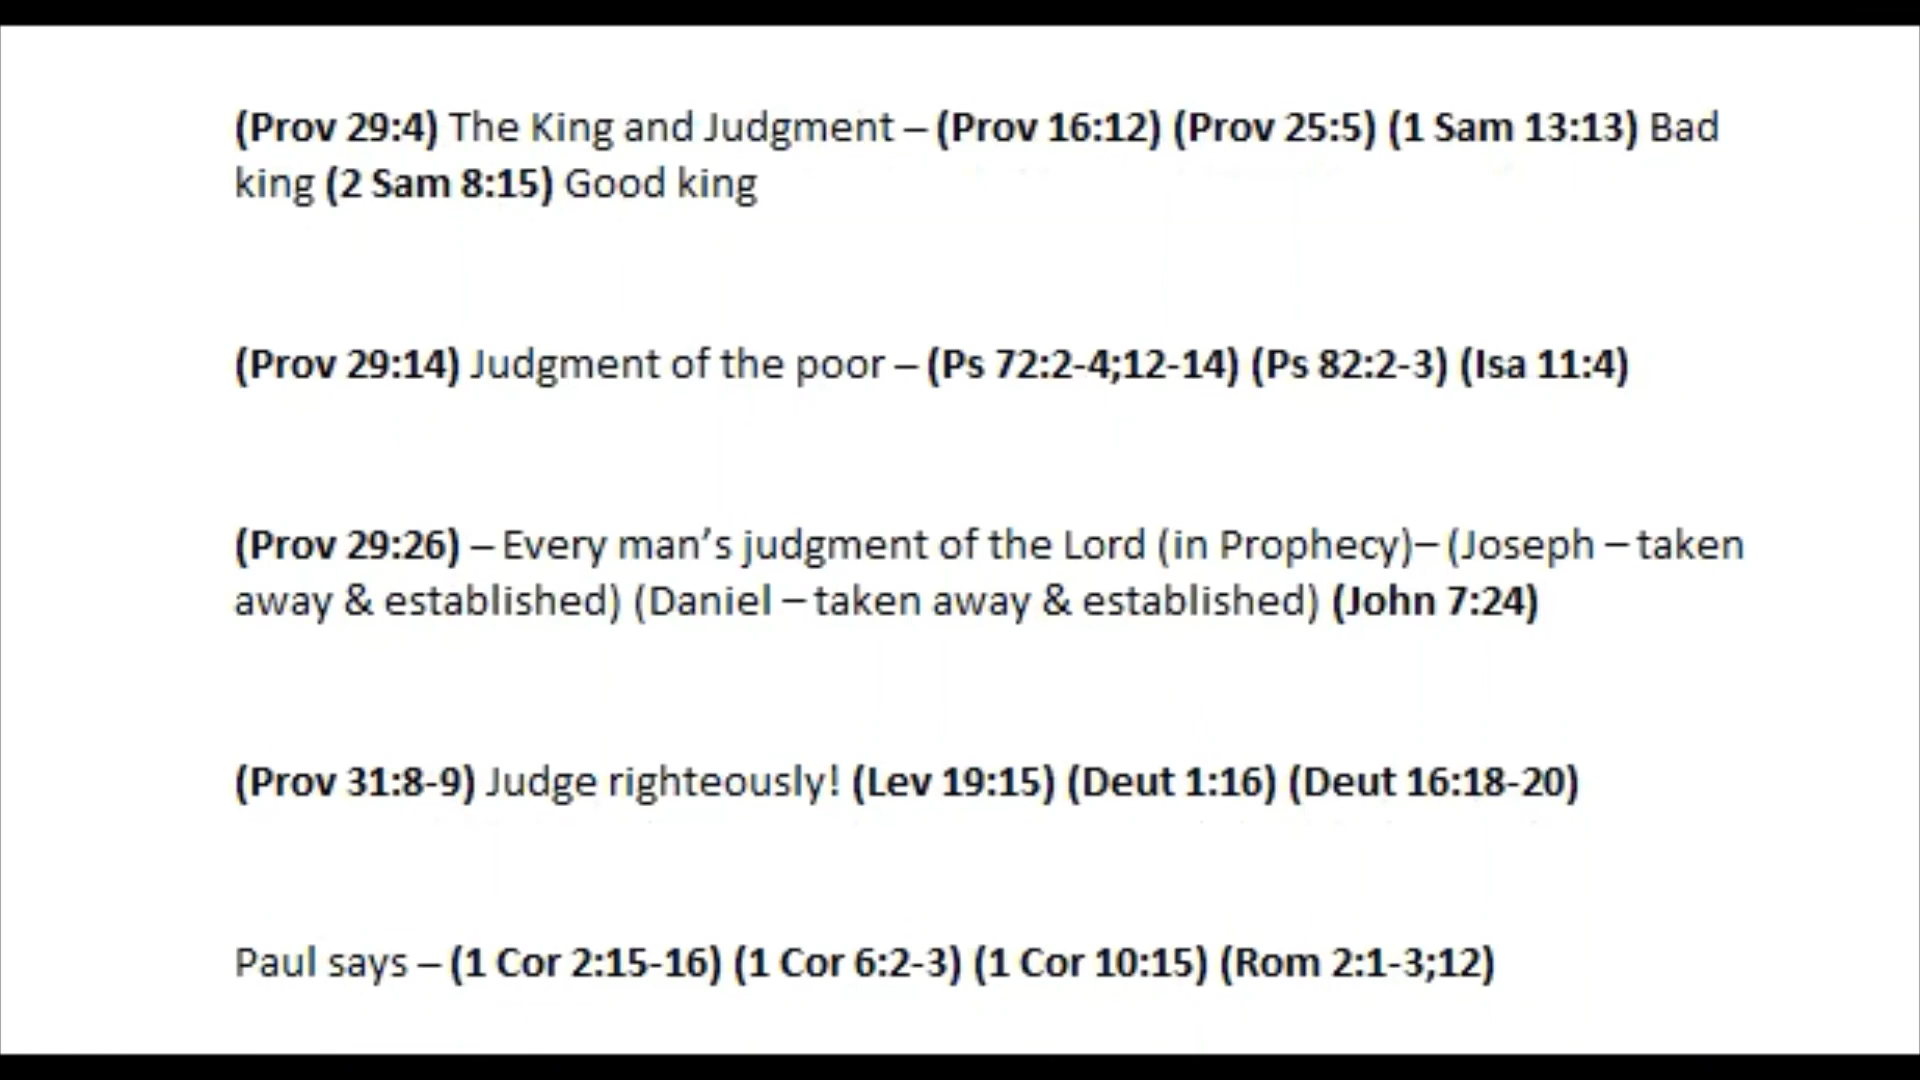 (Prov 29:4) The King and Judgment – (Prov 16:12) (Prov 25:5) (1 Sam 13:13) Bad
king (2 Sam 8:15) Good king
(Prov 29:14) Judgment of the poor – (Ps 72:2-4;12-14) (Ps 82:2-3) (Isa 11:4)
(Prov 29:26) – Every man’s judgment of the Lord (in Prophecy)– (Joseph – taken
away & established) (Daniel – taken away & established) (John 7:24)
(Prov 31:8-9) Judge righteously! (Lev 19:15) (Deut 1:16) (Deut 16:18-20)
Paul says – (1 Cor 2:15-16) (1 Cor 6:2-3) (1 Cor 10:15) (Rom 2:1-3;12)